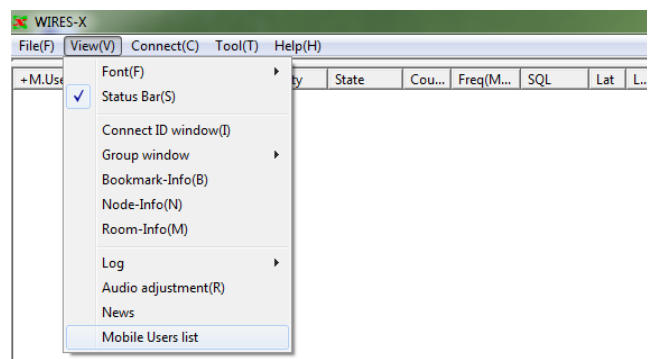 WIRES-X
File(F) View(V) Connect(C) Tool(T) Help(H)
+M.Use ty State Cou... Freq(M... SQL Lat L..
Font(F)
Status Bar(S)
Connect ID window(I)
Group window
Bookmark-Info(B)
Node-Info(N)
Room-Info(M)
Log
Audio adjustment(R)
News
Mobile Users list